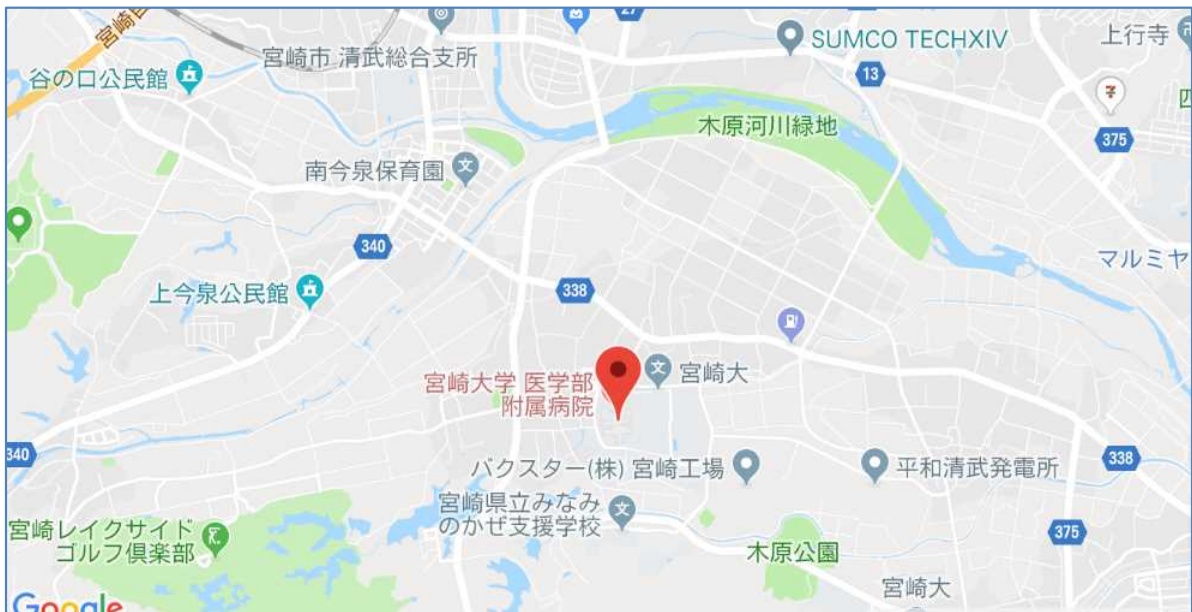 宮崎
27
SUMCO TECHXIV
上行寺
宮崎市 清武総合支所
谷の口公民館
13
四
木原河川緑地
375
南今泉保育園
340
マルミヤ
上今泉公民館
338
宮崎大学 医学部
附属病院
宮崎大
340
バクスター(株) 宮崎工場
平和清武発電所
338
宮崎県立みなみ
のかぜ支援学校
宮崎レイクサイド
ゴルフ倶楽部
木原公園
375
宮崎大
Google